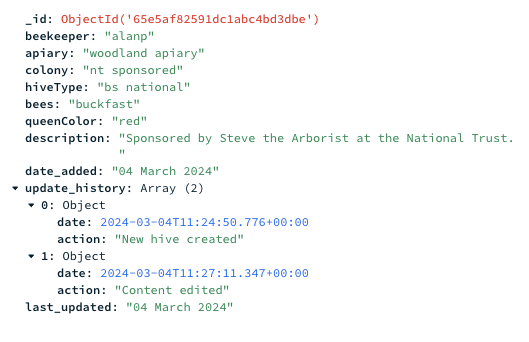 _id: ObjectId('65e5af82591dc1abc4bd3dbe')
beekeeper: "alanp"
apiary: "woodland apiary"
colony: "nt sponsored"
hiveType: "bs national"
bees: "buckfast"
queenColor: "red"
description: "Sponsored by Steve the Arborist at the National Trust.
"
date_added: "04 March 2024"
update_history: Array (2)
0: Object
date: 2024-03-04T11:24:50.776+00:00
action: "New hive created"
1: Object
date: 2024-03-04T11:27:11.347+00:00
action: "Content edited"
last_updated: "04 March 2024"